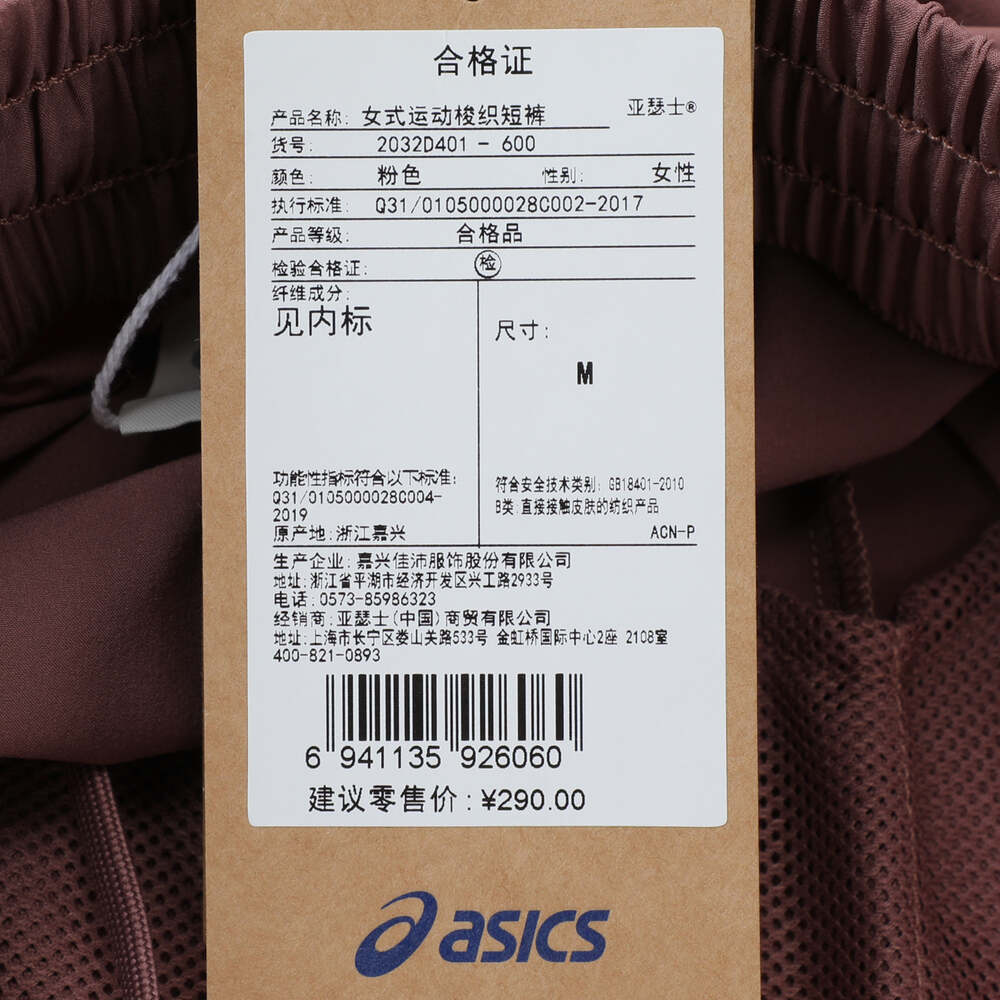 合格证
产品名称: 女式运动梭织短裤 亚瑟士®
货号: 2032D401 - 600
颜色: 粉色 性别: 女性
执行标准: Q31/0105000028C002-2017
产品等级: 合格品
检验合格证: 检
纤维成分:
见内标
尺寸:
M
功能性指标符合以下标准:
Q31/0105000028C004-
2019
原产地:浙江嘉兴
符合安全技术类别: GB18401-2010
B类:直接接触皮肤的纺织产品
ACN-P
生产企业:嘉兴佳沛服饰股份有限公司
地址:浙江省平湖市经济开发区兴工路2933号
电话:0573-85986323
经销商:亚瑟士(中国)商贸有限公司
地址:上海市长宁区娄山关路533号 金虹桥国际中心2座 2108室
400-821-0893
6 941135 926060
建议零售价:¥290.00
asics